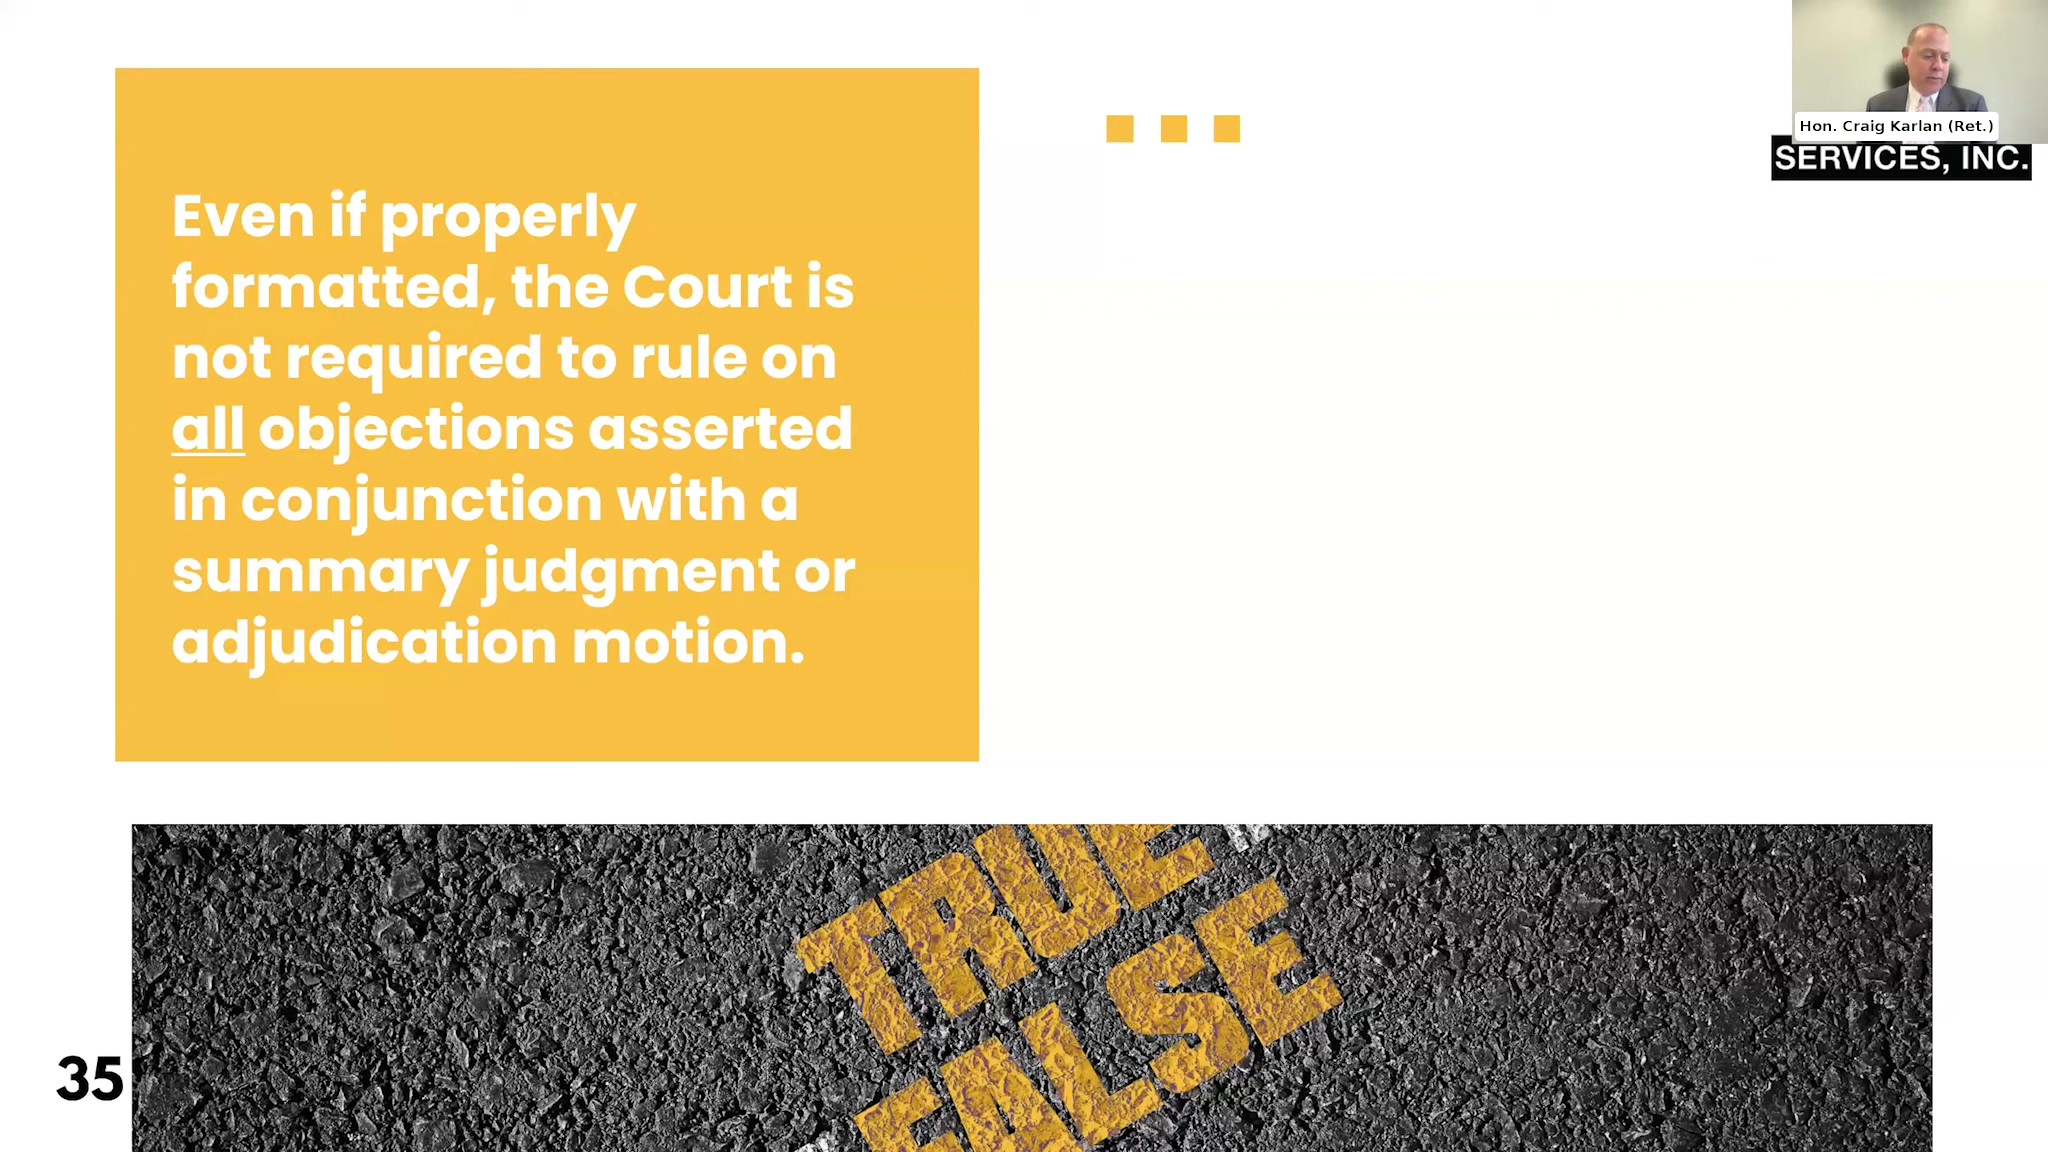 Even if properly
formatted, the Court is
not required to rule on
all objections asserted
in conjunction with a
summary judgment or
adjudication motion.
Hon. Craig Karlan (Ret.)
SERVICES, INC.
TRUE
FALSE
35